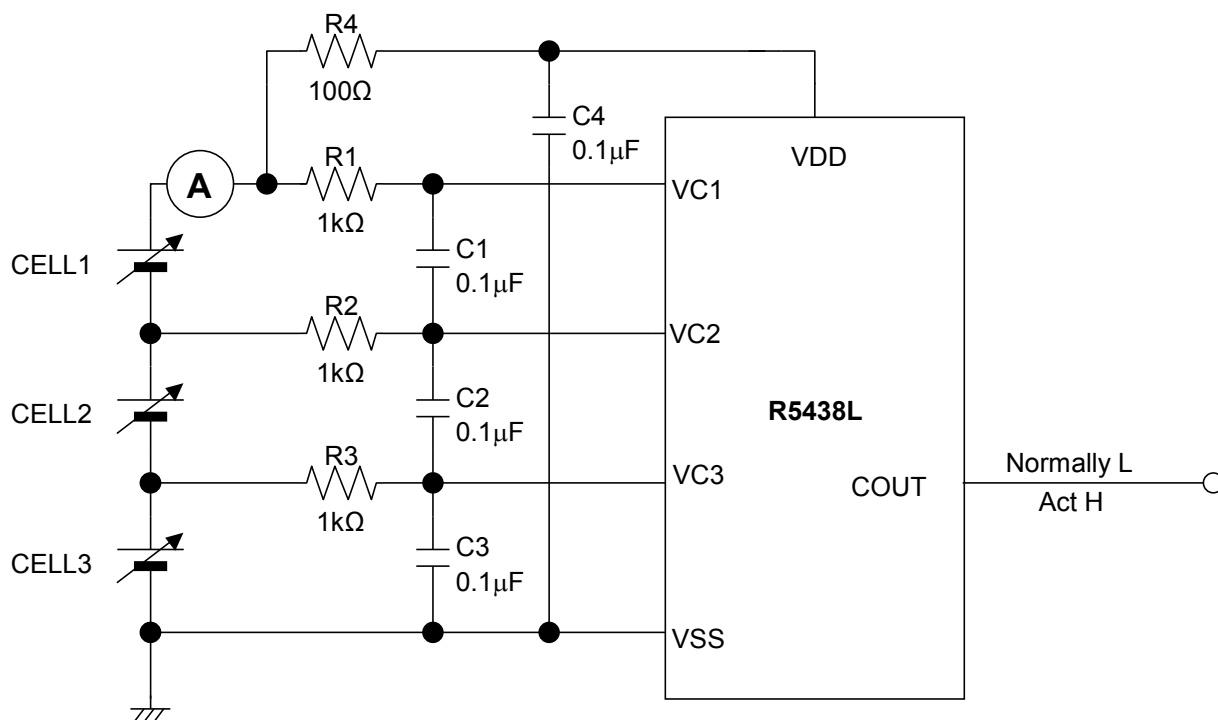 R4
100Ω
C4
0.1μF
VDD
A
R1
1kΩ
VC1
CELL1
C1
0.1μF
R2
1kΩ
VC2
CELL2
C2
0.1μF
R5438L
R3
1kΩ
VC3
COUT
Normally L
Act H
CELL3
C3
0.1μF
VSS